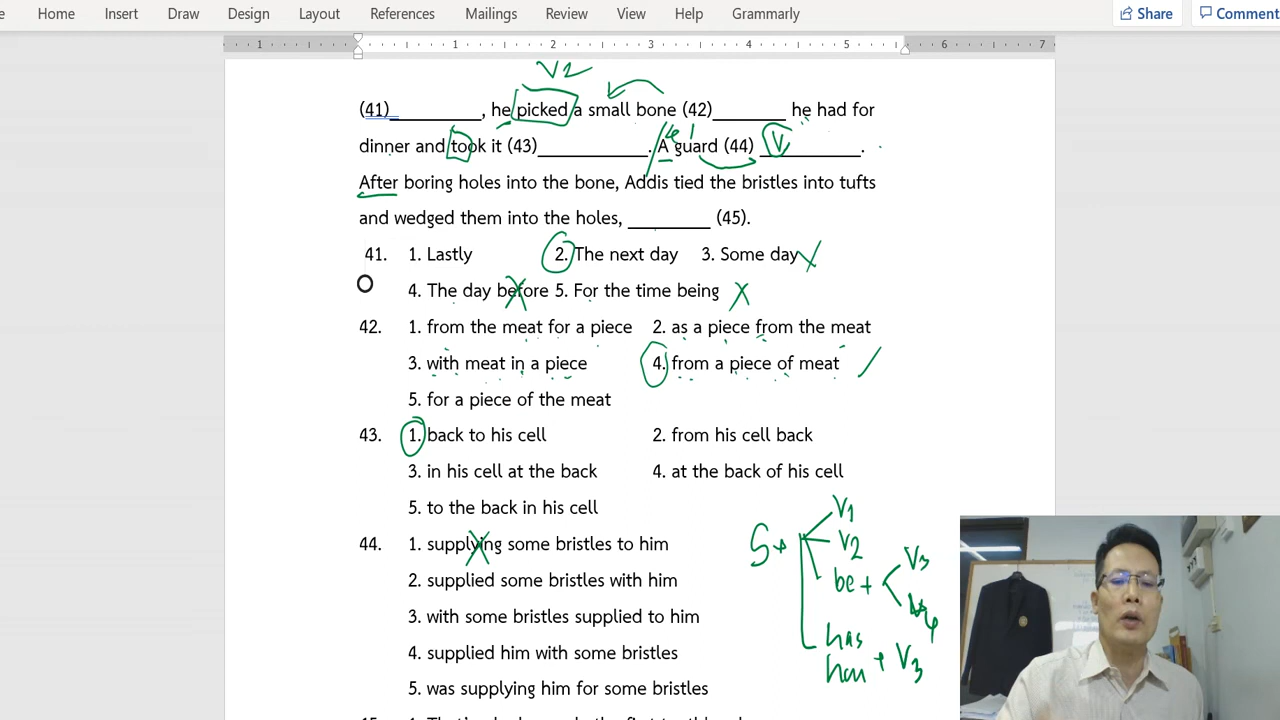 Home Insert Draw Design Layout References Mailings Review View Help Grammarly Share Comment
1 1 2 3 4 5 6 7
V2
(41)__________, he picked a small bone (42)________ he had for
dinner and took it (43)____________. A guard (44) ___________.
V
After boring holes into the bone, Addis tied the bristles into tufts
and wedged them into the holes, _________ (45).
41. 1. Lastly 2. The next day 3. Some day
4. The day before 5. For the time being
42. 1. from the meat for a piece 2. as a piece from the meat
3. with meat in a piece 4. from a piece of meat
5. for a piece of the meat
43. 1. back to his cell 2. from his cell back
3. in his cell at the back 4. at the back of his cell
5. to the back in his cell
44. 1. supplying some bristles to him
2. supplied some bristles with him
3. with some bristles supplied to him
4. supplied him with some bristles
5. was supplying him for some bristles
S+ V1
V2
be + V3
has
+ V3